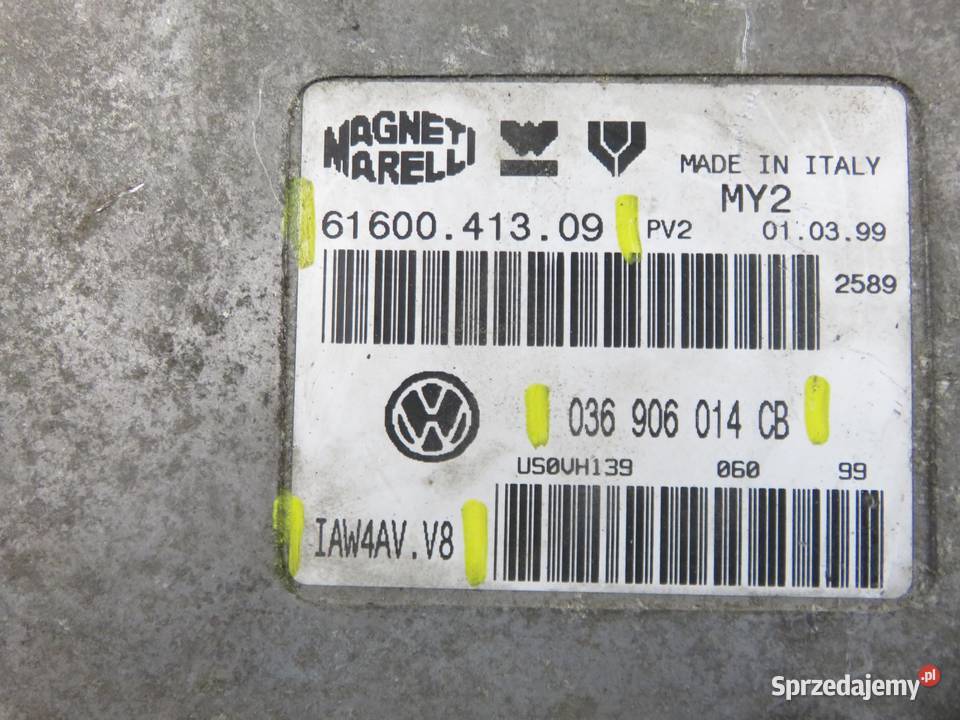 MAGNETI
MARELLI
MADE IN ITALY
MY2
61600.413.09 PV2 01.03.99
2589
036 906 014 CB
US0VH139 060 99
IAW4AV.V8
Sprzedajemy.pl